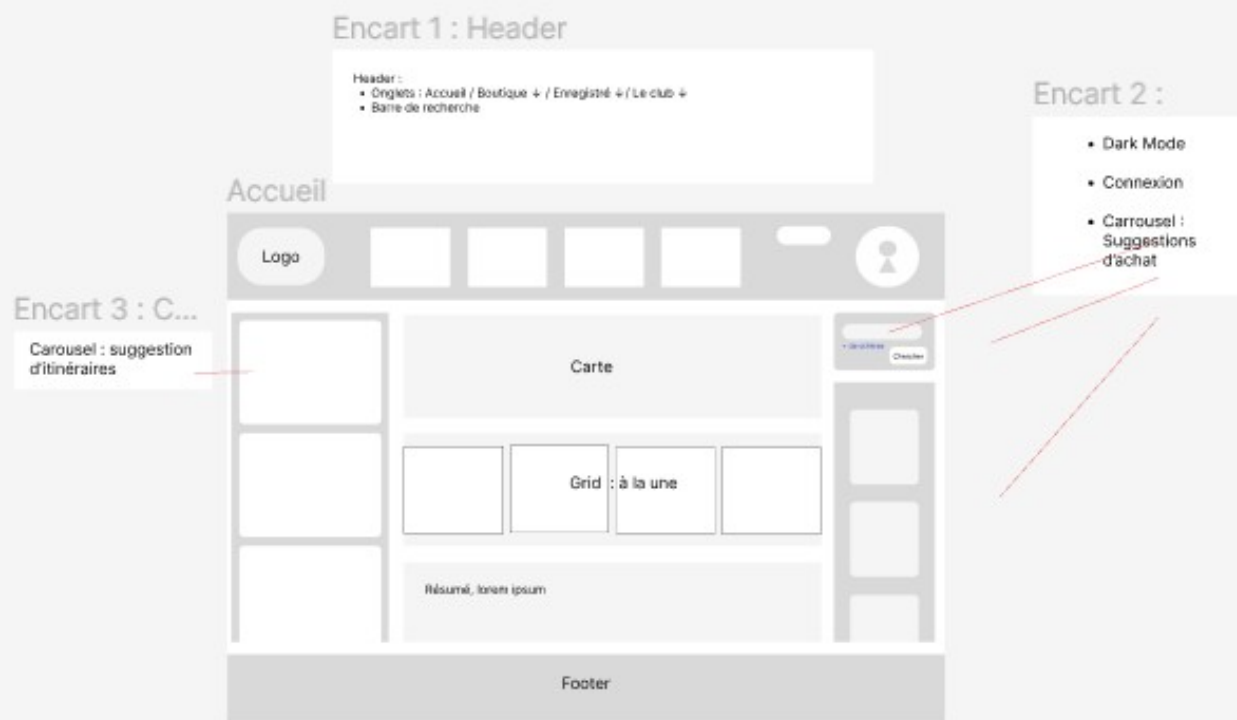 Encart 1 : Header
Header :
• Onglets : Accueil / Boutique ↓ / Enregistré ↓/ Le club ↓
• Barre de recherche
Encart 2 :
• Dark Mode
• Connexion
• Carrousel :
Suggestions
d'achat
Accueil
Logo
Encart 3 : C...
Carousel : suggestion
d'itinéraires
Carte
Chercher
Grid : à la une
Résumé, lorem ipsum
Footer